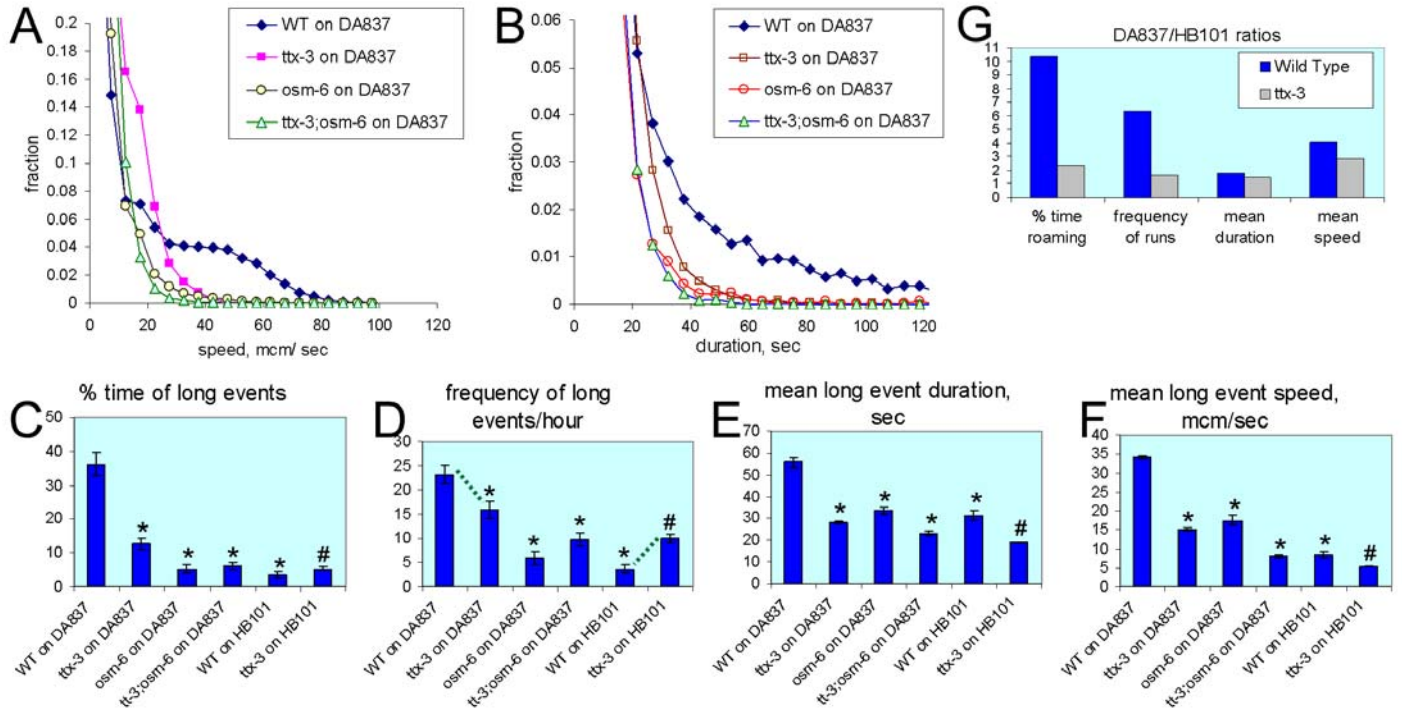 A
0.2
0.18
0.16
0.14
0.12
0.1
0.08
0.06
0.04
0.02
0
fraction
0 20 40 60 80 100 120
speed, mcm/ sec
WT on DA837
ttx-3 on DA837
osm-6 on DA837
ttx-3;osm-6 on DA837
B
0.06
0.05
0.04
0.03
0.02
0.01
0
fraction
0 20 40 60 80 100 120
duration, sec
WT on DA837
ttx-3 on DA837
osm-6 on DA837
ttx-3;osm-6 on DA837
G
DA837/HB101 ratios
11
10
9
8
7
6
5
4
3
2
1
0
Wild Type
ttx-3
% time
roaming
frequency
of runs
mean
duration
mean
speed
C
% time of long events
50
40
30
20
10
0
* * * * #
WT on DA837
ttx-3 on DA837
osm-6 on DA837
tt-3;osm-6 on DA837
WT on HB101
ttx-3 on HB101
D
frequency of long
events/hour
30
25
20
15
10
5
0
* * * * #
WT on DA837
ttx-3 on DA837
osm-6 on DA837
tt-3;osm-6 on DA837
WT on HB101
ttx-3 on HB101
E
mean long event duration,
sec
70
60
50
40
30
20
10
0
* * * * #
WT on DA837
ttx-3 on DA837
osm-6 on DA837
tt-3;osm-6 on DA837
WT on HB101
ttx-3 on HB101
F
mean long event speed,
mcm/sec
40
35
30
25
20
15
10
5
0
* * * * #
WT on DA837
ttx-3 on DA837
osm-6 on DA837
tt-3;osm-6 on DA837
WT on HB101
ttx-3 on HB101